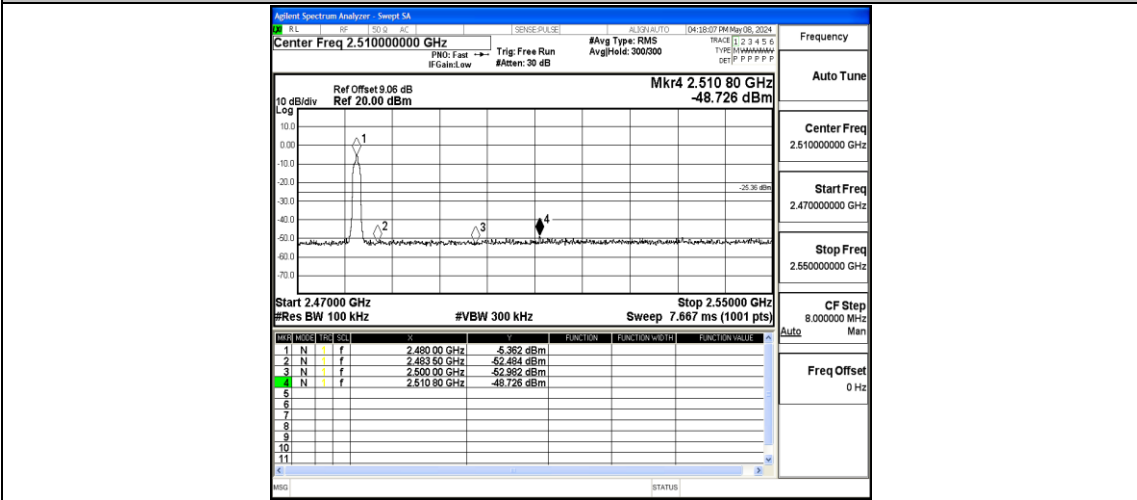 Agilent Spectrum Analyzer - Swept SA
RL RF 50 Ω AC SENSE:PULSE ALIGN AUTO 04:18:07 PM May 08, 2024
Center Freq 2.510000000 GHz #Avg Type: RMS TRACE 1 2 3 4 5 6
PNO: Fast Trig: Free Run Avg|Hold: 300/300 TYPE M
IFGain:Low #Atten: 30 dB DET P P P P P P
Frequency
Auto Tune
Center Freq
2.510000000 GHz
Start Freq
2.470000000 GHz
Stop Freq
2.550000000 GHz
CF Step
8.000000 MHz
Auto Man
Freq Offset
0 Hz
Mkr4 2.510 80 GHz
-48.726 dBm
Ref Offset 9.06 dB
10 dB/div Ref 20.00 dBm
Log
10.0
0.00
-10.0
-20.0
-30.0
-40.0
-50.0
-60.0
-70.0
1
2
3
4
-25.36 dBm
Start 2.47000 GHz Stop 2.55000 GHz
#Res BW 100 kHz #VBW 300 kHz Sweep 7.667 ms (1001 pts)
MKR MODE TRC SCL X Y FUNCTION FUNCTION WIDTH FUNCTION VALUE
1 N 1 f 2.480 00 GHz -5.362 dBm
2 N 1 f 2.483 50 GHz -52.484 dBm
3 N 1 f 2.500 00 GHz -52.982 dBm
4 N 1 f 2.510 80 GHz -48.726 dBm
5
6
7
8
9
10
11
MSG STATUS